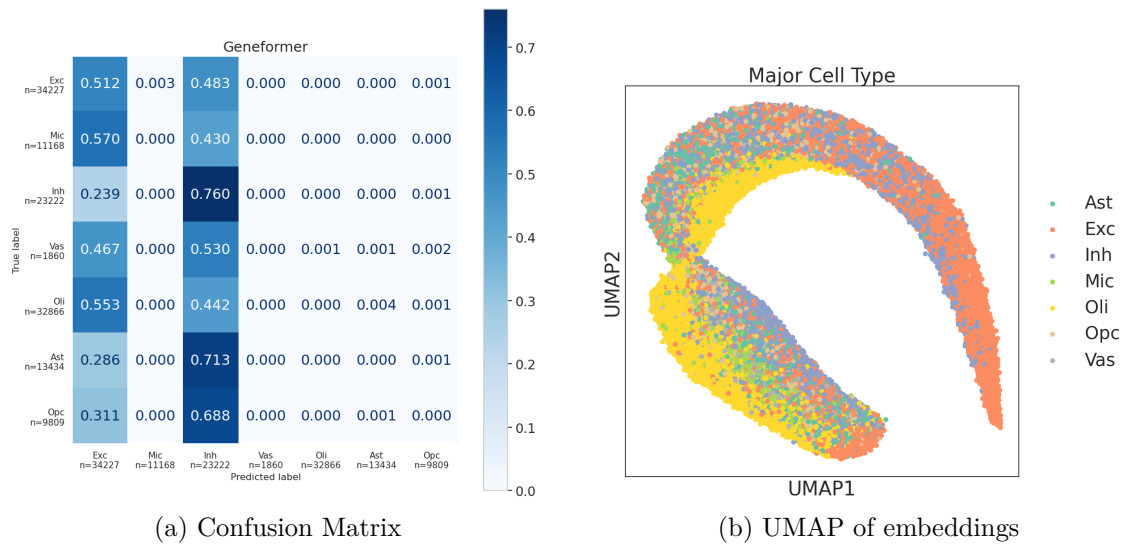 Geneformer
Exc
n=34227
0.512 0.003 0.483 0.000 0.000 0.000 0.001
Mic
n=11168
0.570 0.000 0.430 0.000 0.000 0.000 0.001
Inh
n=23222
0.239 0.000 0.760 0.000 0.000 0.000 0.001
Vas
n=1860
0.467 0.000 0.530 0.000 0.001 0.001 0.002
Oli
n=32866
0.553 0.000 0.442 0.000 0.000 0.004 0.001
Ast
n=13434
0.286 0.000 0.713 0.000 0.000 0.000 0.001
Opc
n=9809
0.311 0.000 0.688 0.000 0.000 0.001 0.000
True label
Exc Mic Inh Vas Oli Ast Opc
n=34227 n=11168 n=23222 n=1860 n=32866 n=13434 n=9809
Predicted label
0.7
0.6
0.5
0.4
0.3
0.2
0.1
0.0
(a) Confusion Matrix
Major Cell Type
UMAP2
UMAP1
Ast
Exc
Inh
Mic
Oli
Opc
Vas
(b) UMAP of embeddings